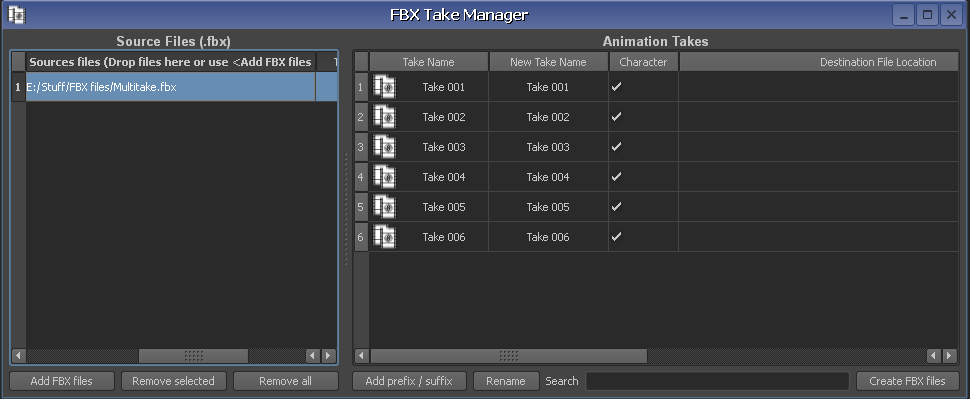 FBX Take Manager
Source Files (.fbx)
Sources files (Drop files here or use <Add FBX files
1 E:/Stuff/FBX files/Multitake.fbx
Add FBX files Remove selected Remove all
Animation Takes
Take Name New Take Name Character Destination File Location
1 Take 001 Take 001
2 Take 002 Take 002
3 Take 003 Take 003
4 Take 004 Take 004
5 Take 005 Take 005
6 Take 006 Take 006
Add prefix / suffix Rename Search Create FBX files